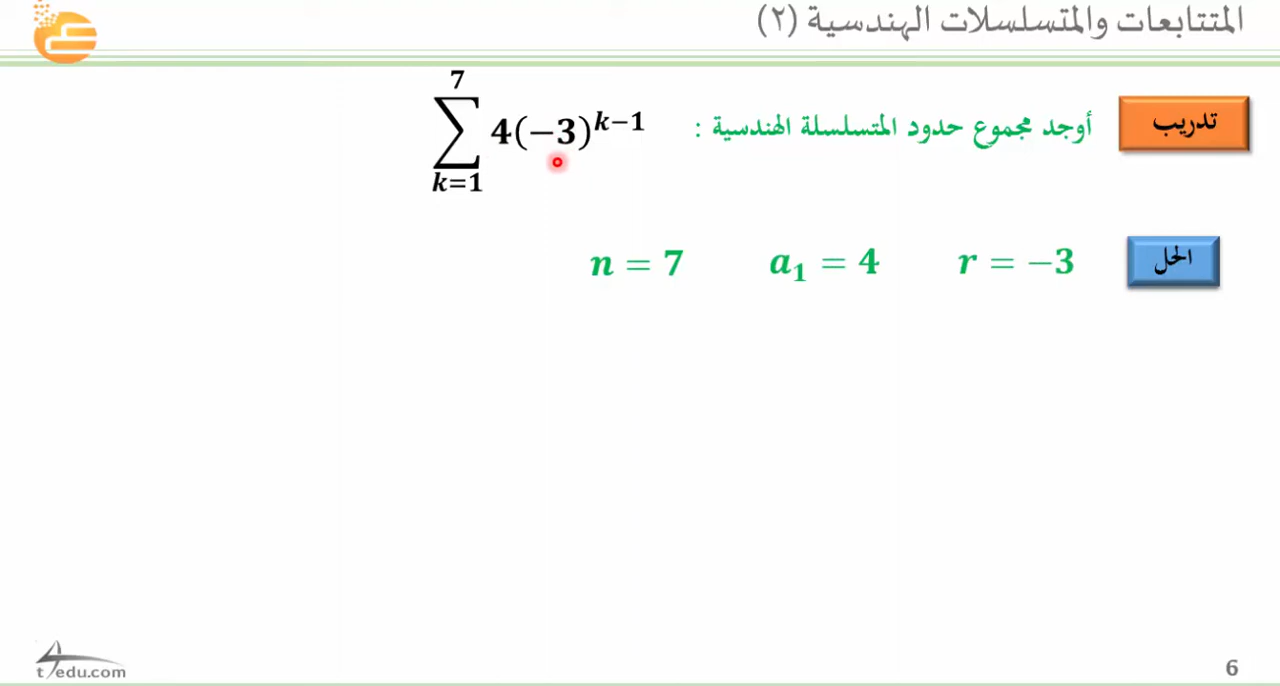 المتتابعات والمتسلسلات الهندسية (٢)
تدريب
أوجد مجموع حدود المتسلسلة الهندسية :
7
∑ 4(−3)^{k−1}
k=1
الحل
r = −3
a₁ = 4
n = 7
t4edu.com
6